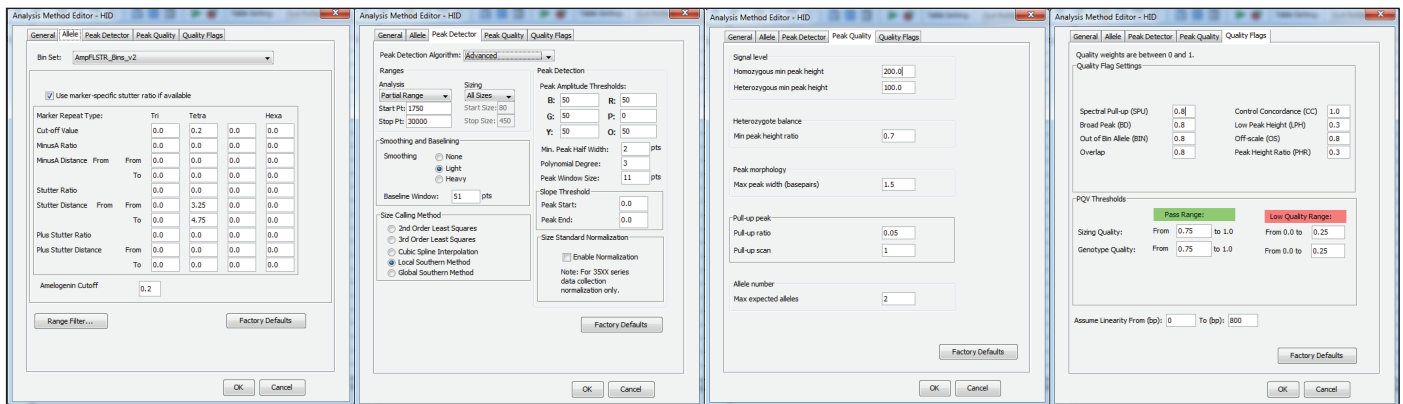 Analysis Method Editor - HID
General Allele Peak Detector Peak Quality Quality Flags
Bin Set: AmpFLSTR_Bins_v2
Use marker-specific stutter ratio if available
Marker Repeat Type: Tri Tetra Hexa
Cut-off Value 0.0 0.2 0.0 0.0
MinusA Ratio 0.0 0.0 0.0 0.0
MinusA Distance From From 0.0 0.0 0.0 0.0
To 0.0 0.0 0.0 0.0
Stutter Ratio 0.0 0.0 0.0 0.0
Stutter Distance From From 0.0 3.25 0.0 0.0
To 0.0 4.75 0.0 0.0
Plus Stutter Ratio 0.0 0.0 0.0 0.0
Plus Stutter Distance From 0.0 0.0 0.0 0.0
To 0.0 0.0 0.0 0.0
Amelogenin Cutoff 0.2
Range Filter... Factory Defaults
OK Cancel
Analysis Method Editor - HID
General Allele Peak Detector Peak Quality Quality Flags
Peak Detection Algorithm: Advanced
Ranges
Analysis Sizing
Partial Range All Sizes
Start Pt: 1750 Start Size: 80
Stop Pt: 30000 Stop Size: 450
Smoothing and Baselining
Smoothing None
Light
Heavy
Baseline Window: 51 pts
Size Calling Method
2nd Order Least Squares
3rd Order Least Squares
Cubic Spline Interpolation
Local Southern Method
Global Southern Method
Peak Detection
Peak Amplitude Thresholds:
B: 50 R: 50
G: 50 P: 0
Y: 50 O: 50
Min. Peak Half Width: 2 pts
Polynomial Degree: 3
Peak Window Size: 11 pts
Slope Threshold
Peak Start: 0.0
Peak End: 0.0
Size Standard Normalization
Enable Normalization
Note: For 35XX series
data collection
normalization only.
Factory Defaults
OK Cancel
Analysis Method Editor - HID
General Allele Peak Detector Peak Quality Quality Flags
Signal level
Homozygous min peak height 200.0
Heterozygous min peak height 100.0
Heterozygote balance
Min peak height ratio 0.7
Peak morphology
Max peak width (basepairs) 1.5
Pull-up peak
Pull-up ratio 0.05
Pull-up scan 1
Allele number
Max expected alleles 2
Factory Defaults
OK Cancel
Analysis Method Editor - HID
General Allele Peak Detector Peak Quality Quality Flags
Quality weights are between 0 and 1.
Quality Flag Settings
Spectral Pull-up (SPU) 0.8 Control Concordance (CC) 1.0
Broad Peak (BD) 0.8 Low Peak Height (LPH) 0.3
Out of Bin Allele (BIN) 0.8 Off-scale (OS) 0.8
Overlap 0.8 Peak Height Ratio (PHR) 0.3
PQV Thresholds
Pass Range: Low Quality Range:
Sizing Quality: From 0.75 to 1.0 From 0.0 to 0.25
Genotype Quality: From 0.75 to 1.0 From 0.0 to 0.25
Assume Linearity From (bp): 0 To (bp): 800
Factory Defaults
OK Cancel